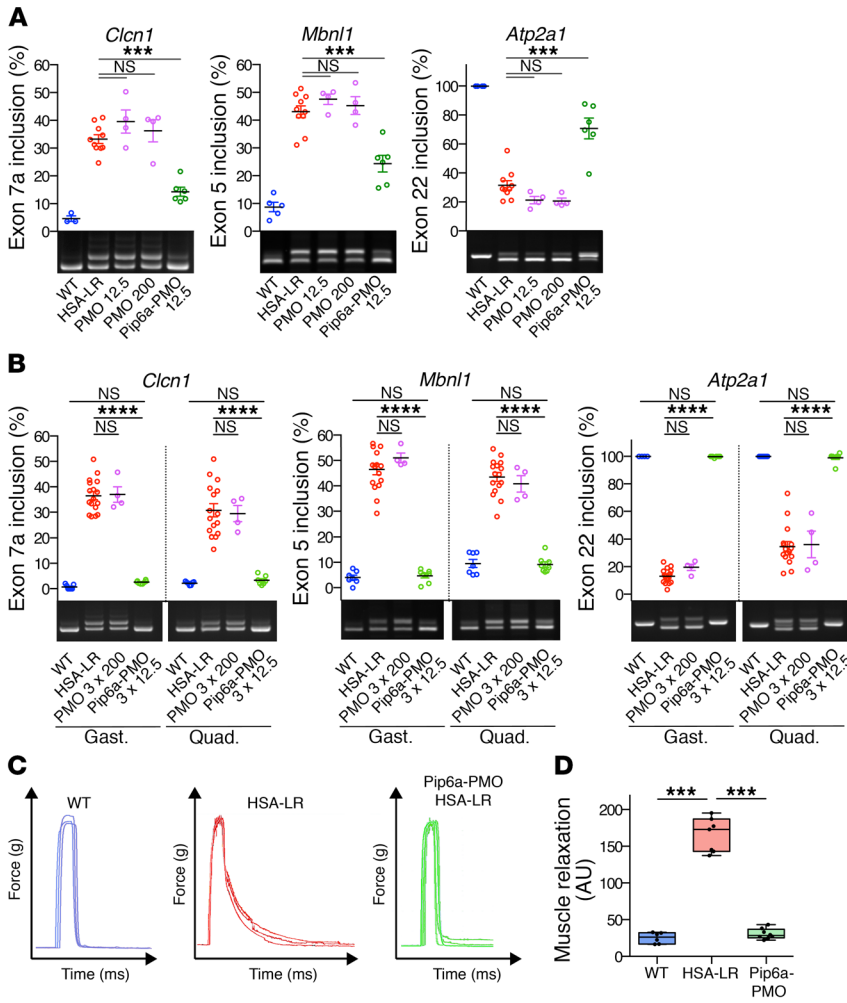 A
Clcn1
***
NS
Exon 7a inclusion (%)
60
50
40
30
20
10
0
WT
HSA-LR
PMO 12.5
PMO 200
Pip6a-PMO
12.5
Mbnl1
***
NS
Exon 5 inclusion (%)
60
50
40
30
20
10
0
WT
HSA-LR
PMO 12.5
PMO 200
Pip6a-PMO
12.5
Atp2a1
***
NS
Exon 22 inclusion (%)
100
80
60
40
20
0
WT
HSA-LR
PMO 12.5
PMO 200
Pip6a-PMO
12.5
B
Clcn1
NS
NS
****
****
NS
NS
Exon 7a inclusion (%)
60
50
40
30
20
10
0
WT
HSA-LR
PMO 3 x 200
Pip6a-PMO
3 x 12.5
WT
HSA-LR
PMO 3 x 200
Pip6a-PMO
3 x 12.5
Gast.
Quad.
Mbnl1
NS
NS
****
****
NS
NS
Exon 5 inclusion (%)
60
50
40
30
20
10
0
WT
HSA-LR
PMO 3 x 200
Pip6a-PMO
3 x 12.5
WT
HSA-LR
PMO 3 x 200
Pip6a-PMO
3 x 12.5
Gast.
Quad.
Atp2a1
NS
NS
****
****
NS
NS
Exon 22 inclusion (%)
100
80
60
40
20
0
WT
HSA-LR
PMO 3 x 200
Pip6a-PMO
3 x 12.5
WT
HSA-LR
PMO 3 x 200
Pip6a-PMO
3 x 12.5
Gast.
Quad.
C
WT
Force (g)
Time (ms)
HSA-LR
Force (g)
Time (ms)
Pip6a-PMO
HSA-LR
Force (g)
Time (ms)
D
***
***
Muscle relaxation
(AU)
200
150
100
50
0
WT
HSA-LR
Pip6a-
PMO